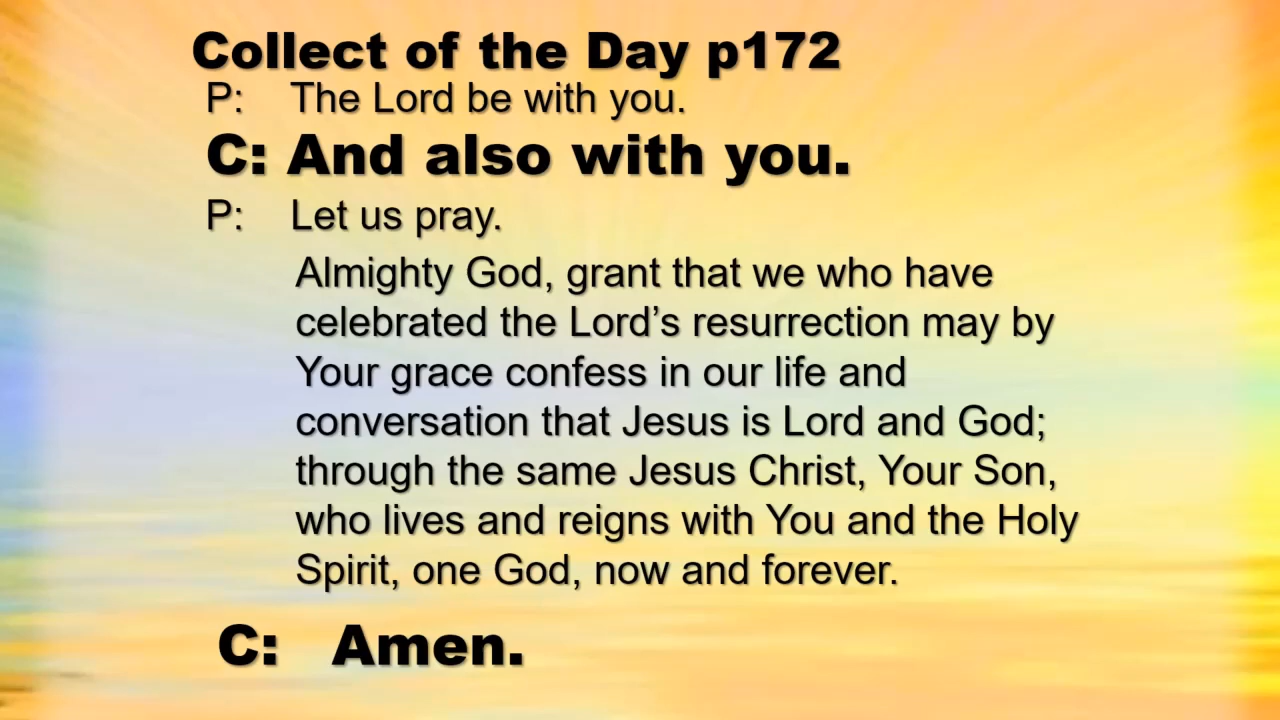 Collect of the Day p172
P: The Lord be with you.
C: And also with you.
P: Let us pray.
Almighty God, grant that we who have
celebrated the Lord’s resurrection may by
Your grace confess in our life and
conversation that Jesus is Lord and God;
through the same Jesus Christ, Your Son,
who lives and reigns with You and the Holy
Spirit, one God, now and forever.
C: Amen.